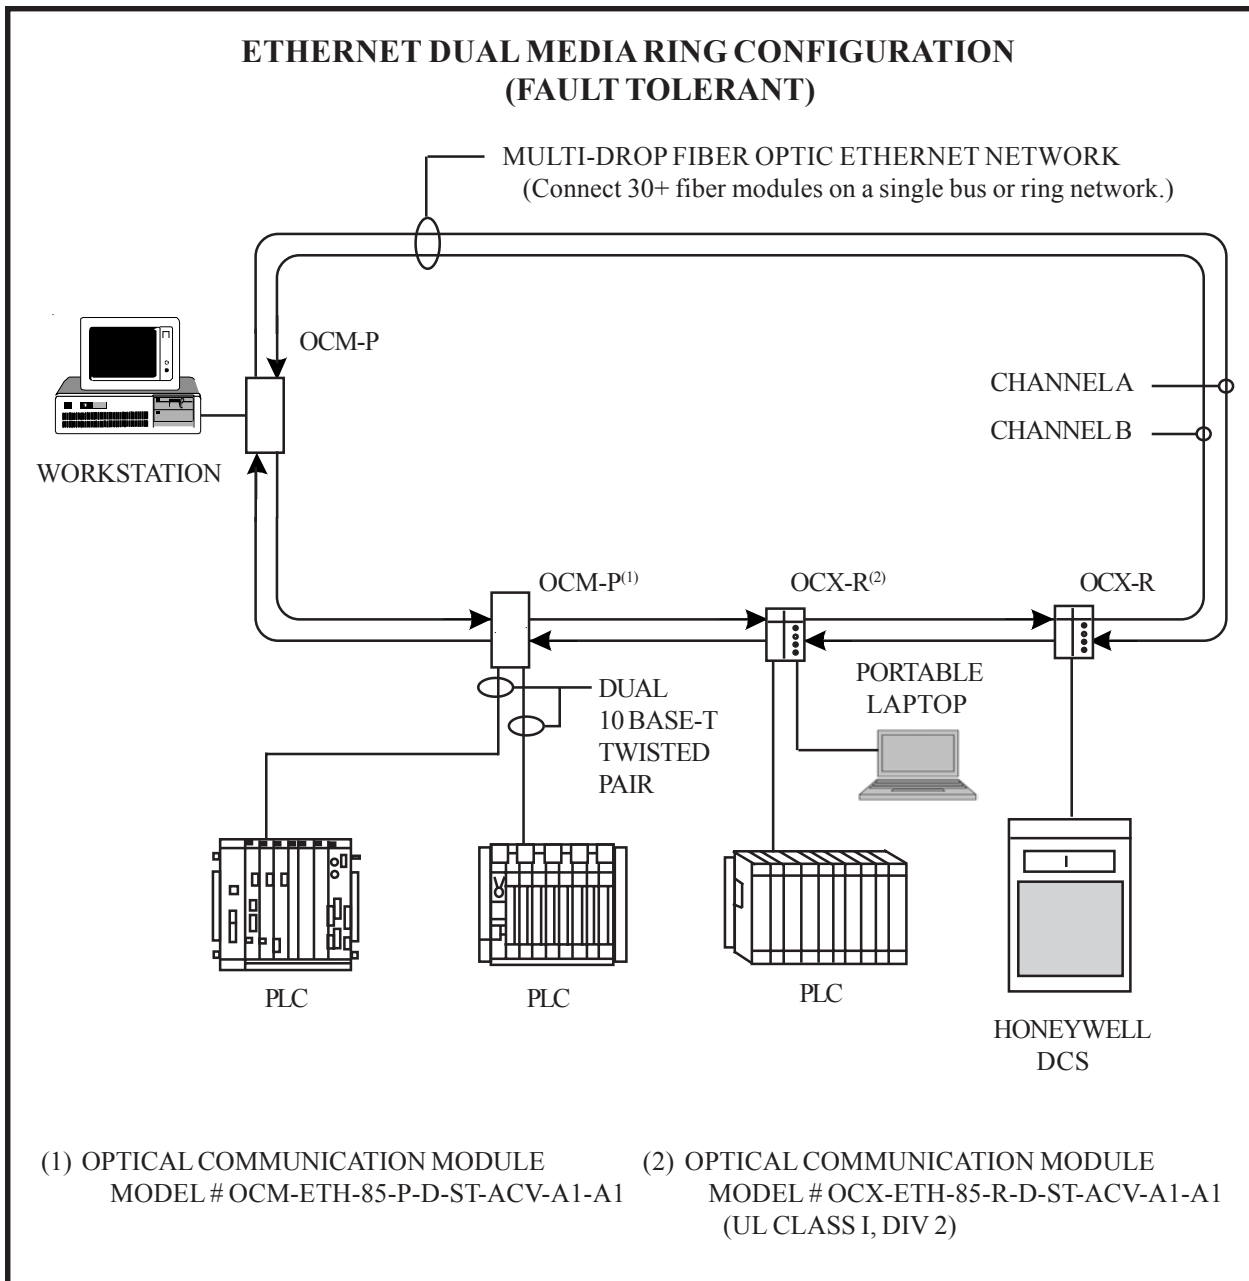 ETHERNET DUAL MEDIA RING CONFIGURATION
(FAULT TOLERANT)
MULTI-DROP FIBER OPTIC ETHERNET NETWORK
(Connect 30+ fiber modules on a single bus or ring network.)
OCM-P
CHANNEL A
CHANNEL B
WORKSTATION
OCM-P(1)
OCX-R(2)
OCX-R
DUAL
10 BASE-T
TWISTED
PAIR
PORTABLE
LAPTOP
PLC
PLC
PLC
HONEYWELL
DCS
(1) OPTICAL COMMUNICATION MODULE
MODEL # OCM-ETH-85-P-D-ST-ACV-A1-A1
(2) OPTICAL COMMUNICATION MODULE
MODEL # OCX-ETH-85-R-D-ST-ACV-A1-A1
(UL CLASS I, DIV 2)